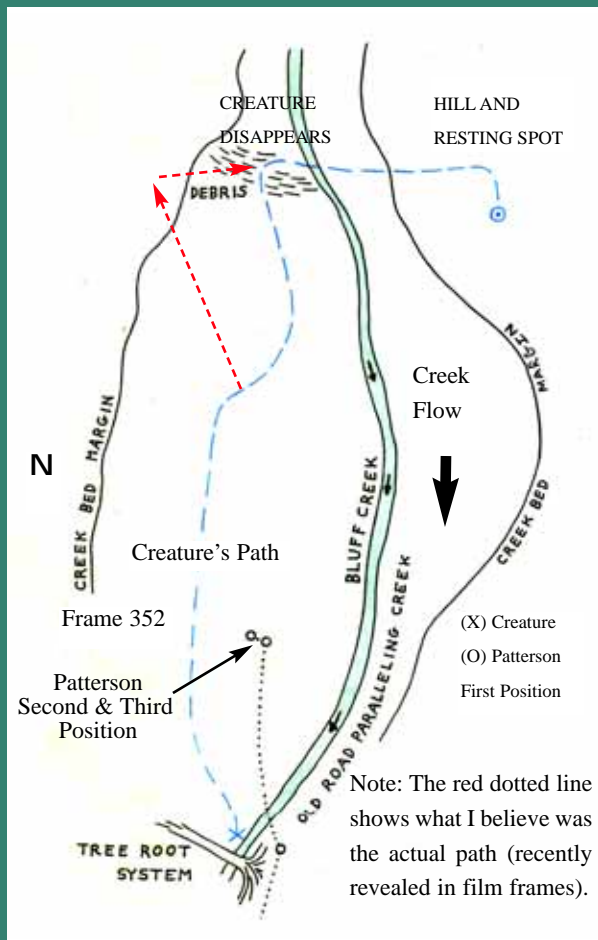 CREATURE
DISAPPEARS
HILL AND
RESTING SPOT
DEBRIS
MARGIN
Creek
Flow
N
CREEK BED MARGIN
BLUFF CREEK
CREEK BED
Creature's Path
Frame 352
(X) Creature
(O) Patterson
First Position
Patterson
Second & Third
Position
OLD ROAD PARALLELING CREEK
Note: The red dotted line
shows what I believe was
the actual path (recently
revealed in film frames).
TREE ROOT
SYSTEM